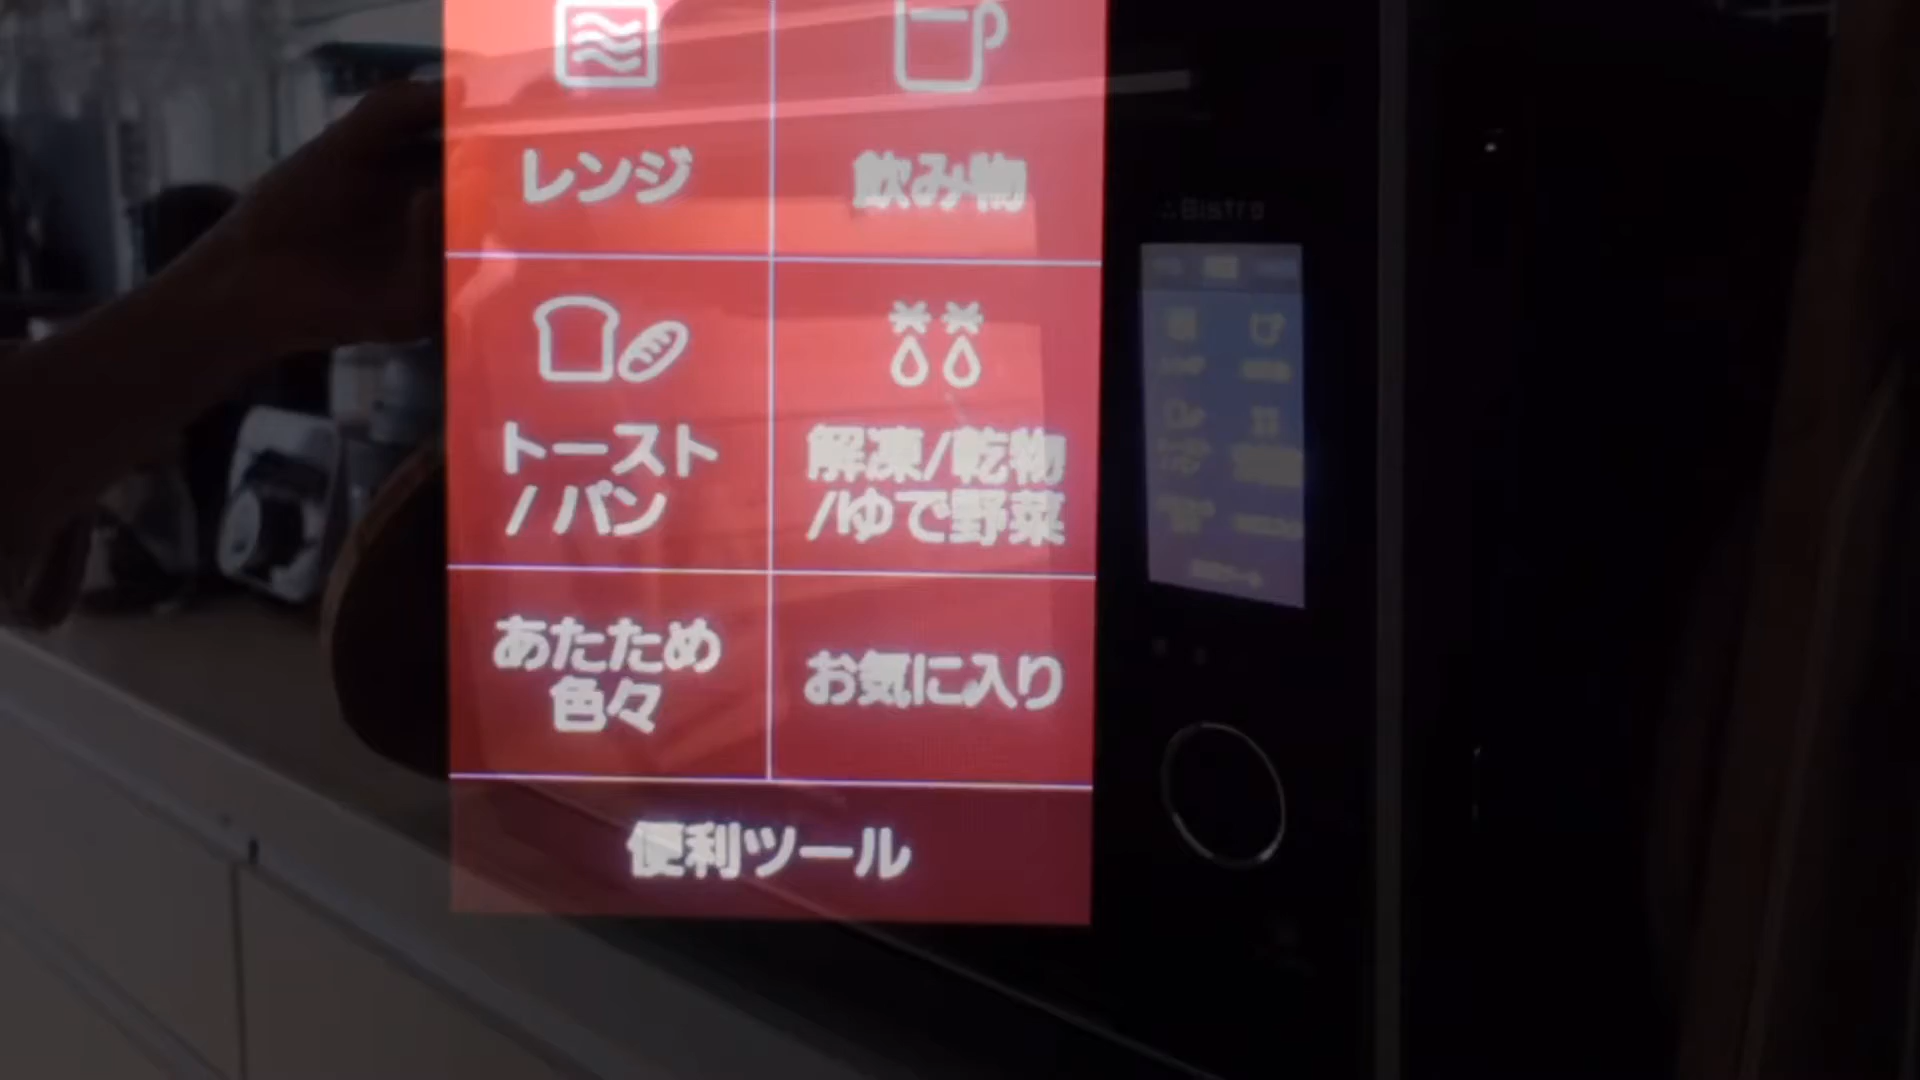 レンジ
飲み物
トースト
/パン
解凍/乾物
/ゆで野菜
あたため
色々
お気に入り
便利ツール
Bistro